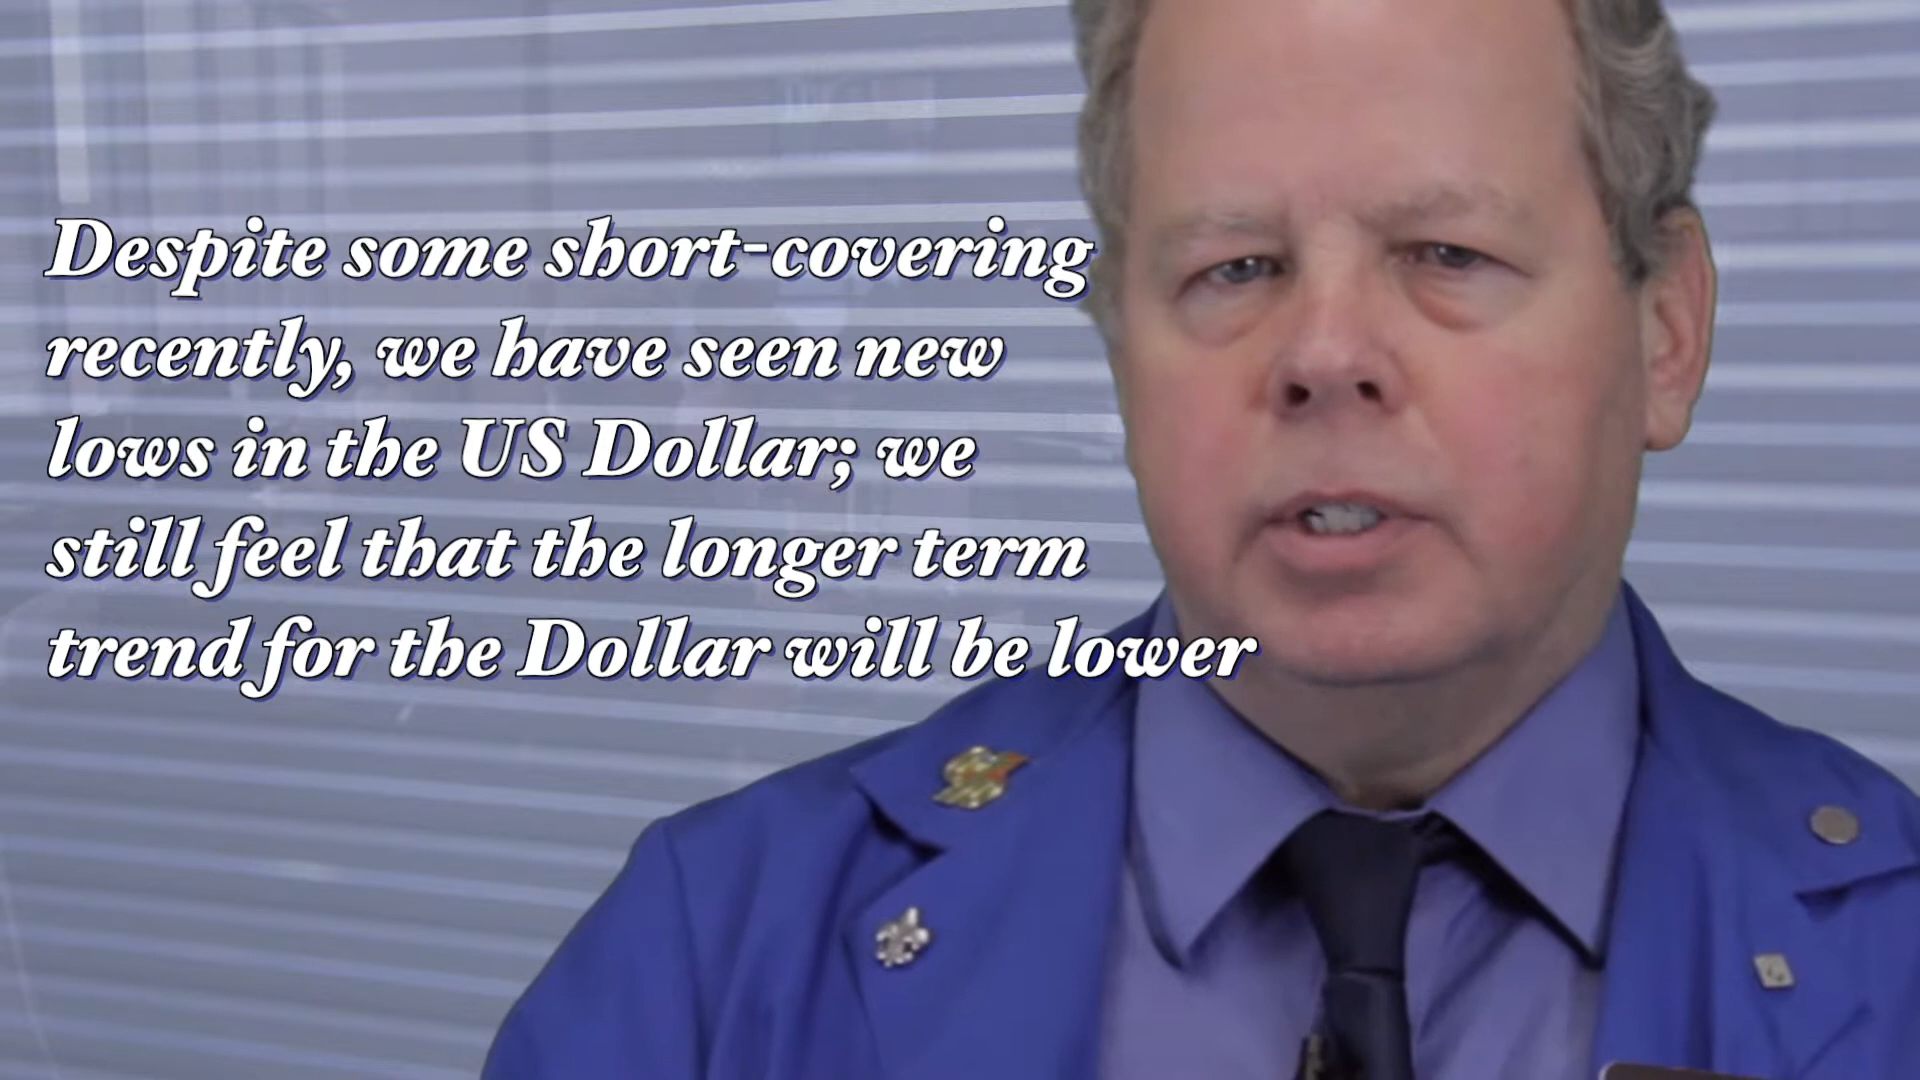 Despite some short-covering
recently, we have seen new
lows in the US Dollar; we
still feel that the longer term
trend for the Dollar will be lower